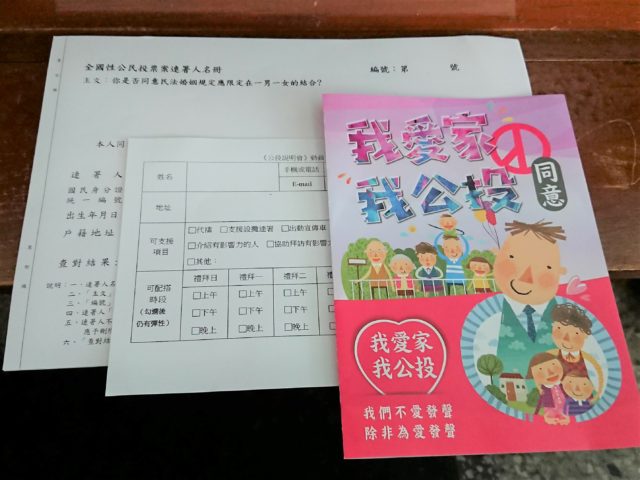 全國性公民投票案連署人名冊
編號：第 號
主文：你是否同意民法婚姻規定應限定在一男一女的結合?
本人同
連署人
國民身分證
統一編號
出生年月日
戶籍地址
查對結果：
說明：一、連署人名
二、「主文」
三、「編號」
四、連署人「
五、連署人不
應予刪除
六、「查對結
《公投說明會》動員
姓名
手機或電話
E-mail
地址
可支援
項目
□代禱 □支援設攤連署 □出動宣傳車
□介紹有影響力的人 □協助拜訪有影響
□其他：
可配搭
時段
(勾選後
仍有彈性)
禮拜日 禮拜一 禮拜二
□上午 □上午 □上午
□下午 □下午 □下午
□晚上 □晚上 □晚上
我愛家
我公投
同意
我愛家
我公投
我們不愛發聲
除非為愛發聲